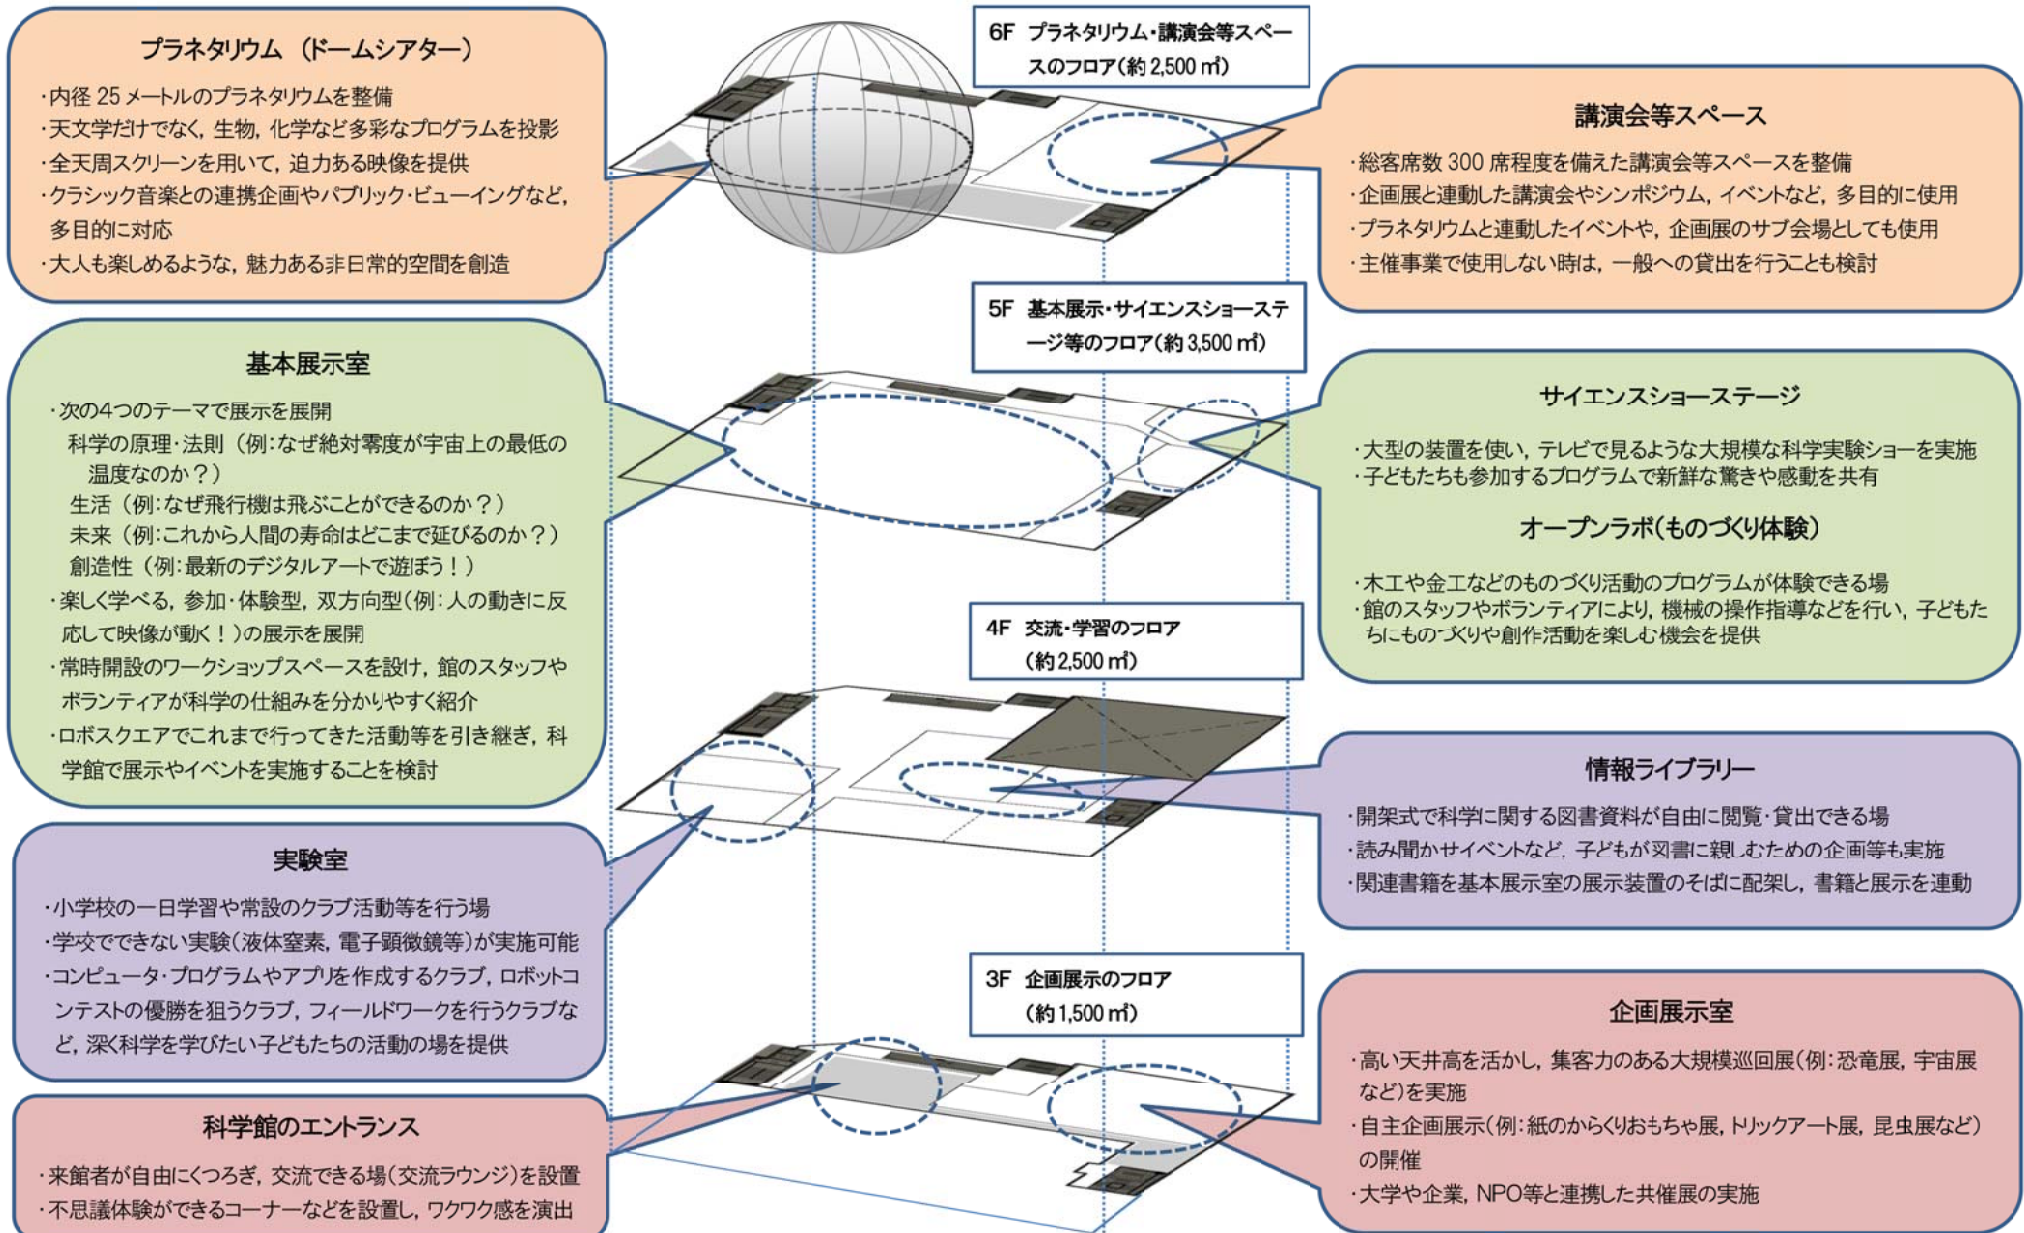 プラネタリウム （ドームシアター）
・内径 25 メートルのプラネタリウムを整備
・天文学だけでなく，生物，化学など多彩なプログラムを投影
・全天周スクリーンを用いて，迫力ある映像を提供
・クラシック音楽との連携企画やパブリック・ビューイングなど，
多目的に対応
・大人も楽しめるような，魅力ある非日常的空間を創造
6F プラネタリウム・講演会等スペー
スのフロア（約 2,500 ㎡）
講演会等スペース
・総客席数 300 席程度を備えた講演会等スペースを整備
・企画展と連動した講演会やシンポジウム，イベントなど，多目的に使用
・プラネタリウムと連動したイベントや，企画展のサブ会場としても使用
・主催事業で使用しない時は，一般への貸出を行うことも検討
基本展示室
・次の4つのテーマで展示を展開
科学の原理・法則（例：なぜ絶対零度が宇宙上の最低の
温度なのか？）
生活（例：なぜ飛行機は飛ぶことができるのか？）
未来（例：これから人間の寿命はどこまで延びるのか？）
創造性（例：最新のデジタルアートで遊ぼう！）
・楽しく学べる，参加・体験型，双方向型（例：人の動きに反
応して映像が動く！）の展示を展開
・常時開設のワークショップスペースを設け，館のスタッフや
ボランティアが科学の仕組みを分かりやすく紹介
・ロボスクエアでこれまで行ってきた活動等を引き継ぎ，科
学館で展示やイベントを実施することを検討
5F 基本展示・サイエンスショーステ
ージ等のフロア（約 3,500 ㎡）
サイエンスショーステージ
・大型の装置を使い，テレビで見るような大規模な科学実験ショーを実施
・子どもたちも参加するプログラムで新鮮な驚きや感動を共有
オープンラボ（ものづくり体験）
・木工や金工などのものづくり活動のプログラムが体験できる場
・館のスタッフやボランティアにより，機械の操作指導などを行い，子どもた
ちにものづくりや創作活動を楽しむ機会を提供
4F 交流・学習のフロア
（約2,500 ㎡）
実験室
・小学校の一日学習や常設のクラブ活動等を行う場
・学校でできない実験（液体窒素，電子顕微鏡等）が実施可能
・コンピュータ・プログラムやアプリを作成するクラブ，ロボットコ
ンテストの優勝を狙うクラブ，フィールドワークを行うクラブな
ど，深く科学を学びたい子どもたちの活動の場を提供
情報ライブラリー
・開架式で科学に関する図書資料が自由に閲覧・貸出できる場
・読み聞かせイベントなど，子どもが図書に親しむための企画等も実施
・関連書籍を基本展示室の展示装置のそばに配架し，書籍と展示を連動
3F 企画展示のフロア
（約1,500 ㎡）
科学館のエントランス
・来館者が自由にくつろぎ，交流できる場（交流ラウンジ）を設置
・不思議体験ができるコーナーなどを設置し，ワクワク感を演出
企画展示室
・高い天井高を活かし，集客力のある大規模巡回展（例：恐竜展，宇宙展
など）を実施
・自主企画展示（例：紙のからくりおもちゃ展，トリックアート展，昆虫展など）
の開催
・大学や企業，NPO等と連携した共催展の実施